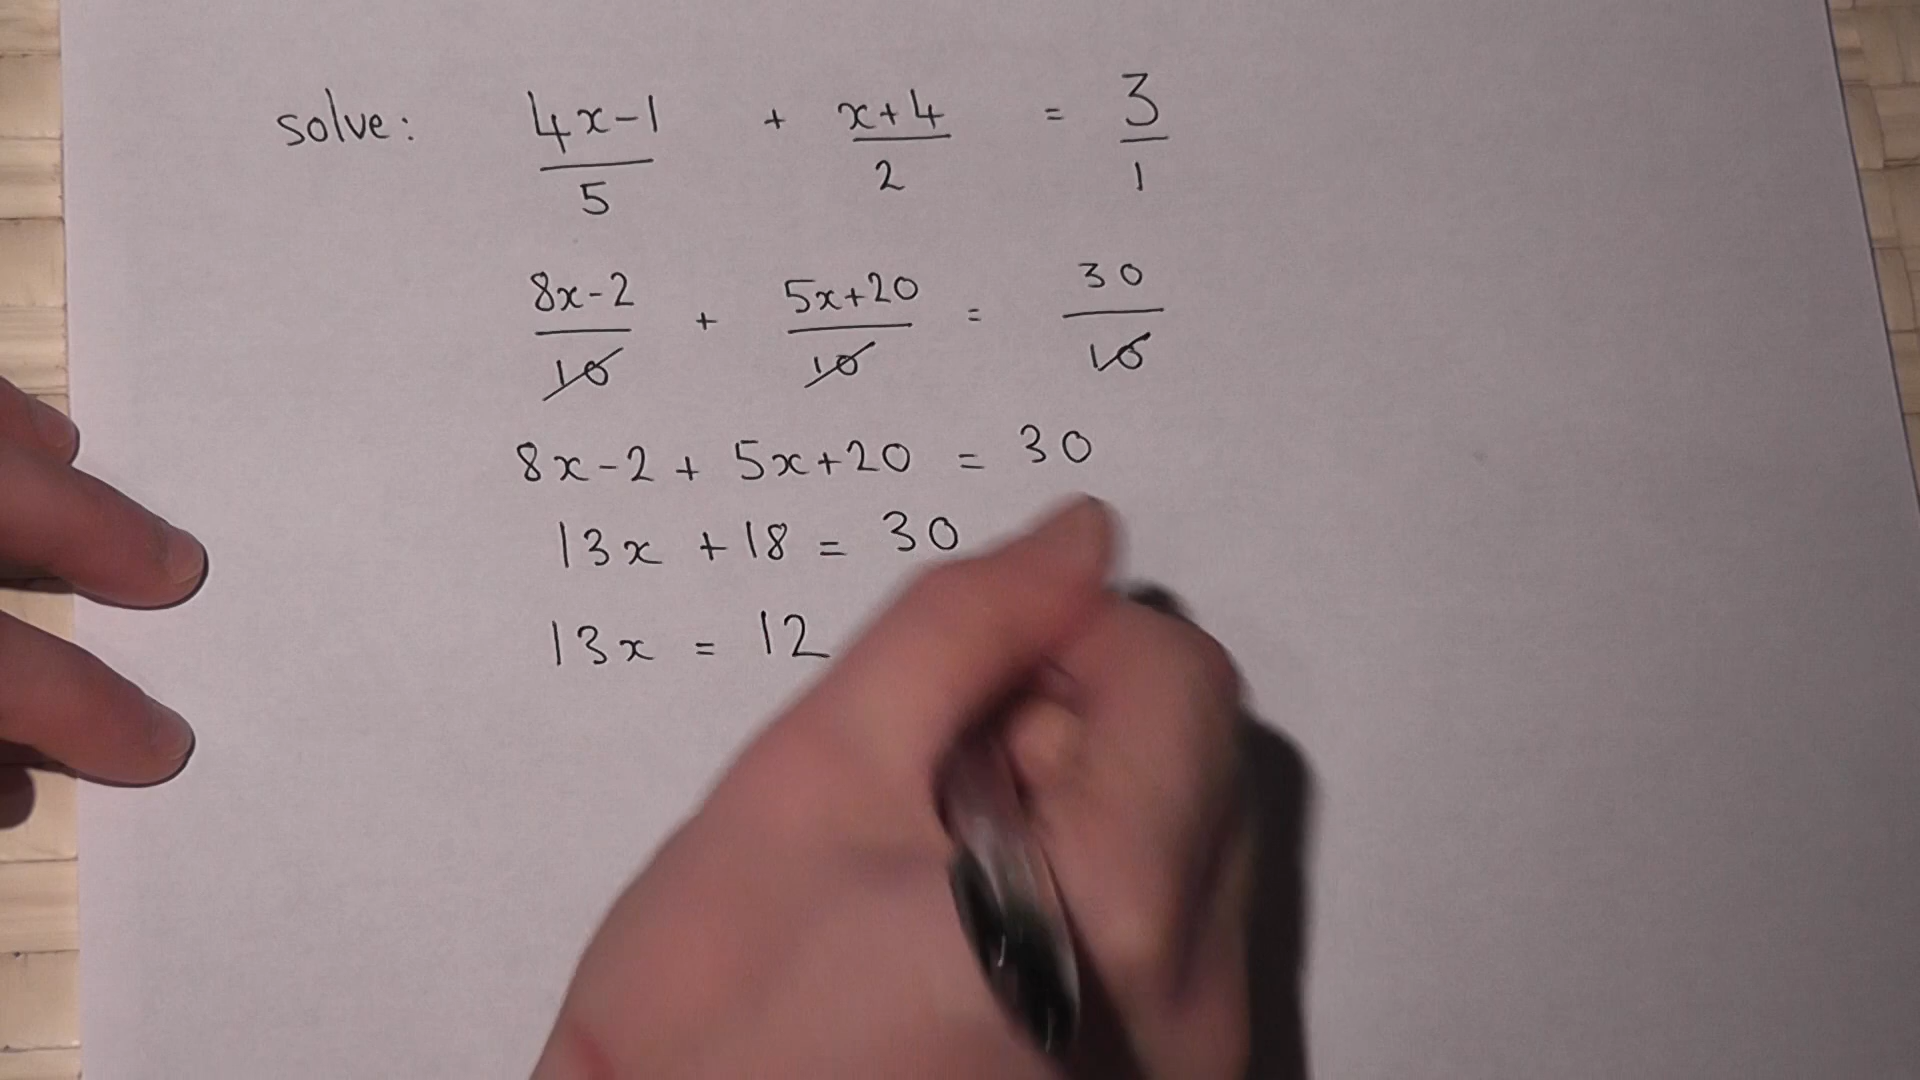 solve: 4x-1/5 + x+4/2 = 3/1
8x-2/10 + 5x+20/10 = 30/10
8x-2 + 5x+20 = 30
13x +18 = 30
13x = 12